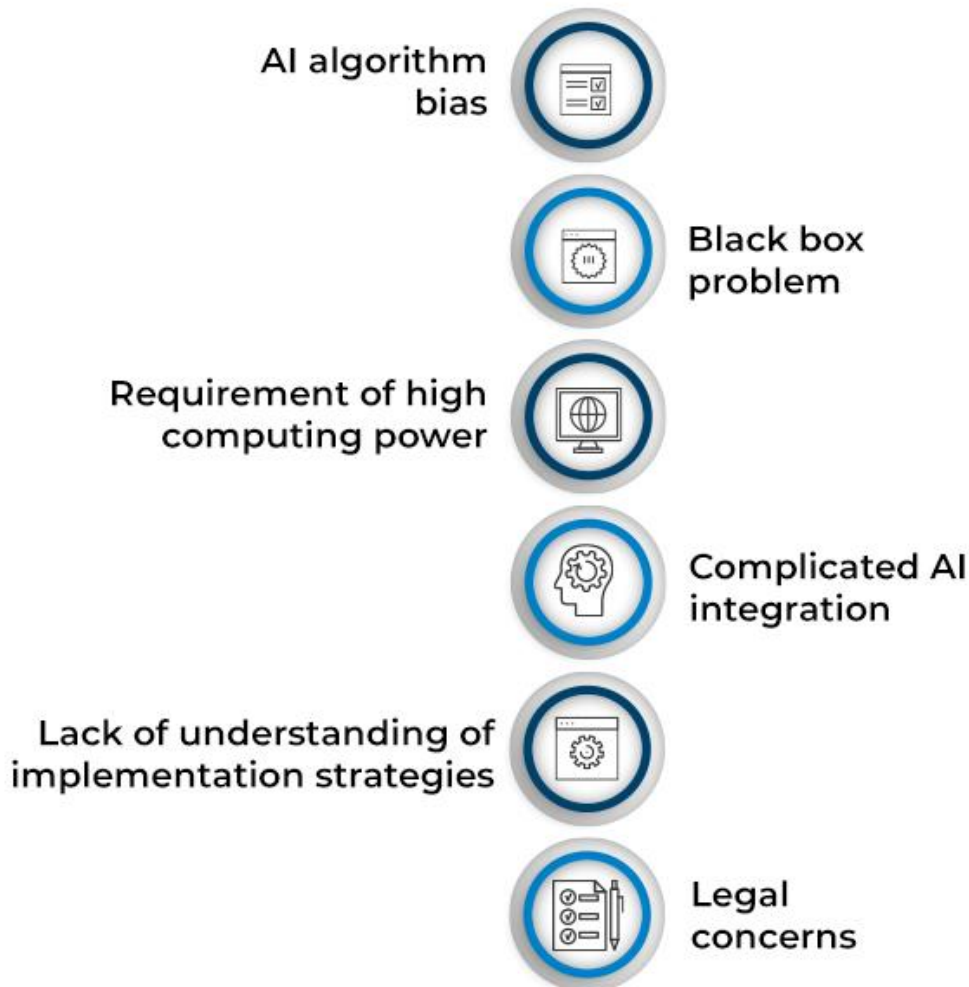 AI algorithm
bias
Black box
problem
Requirement of high
computing power
Complicated AI
integration
Lack of understanding of
implementation strategies
Legal
concerns